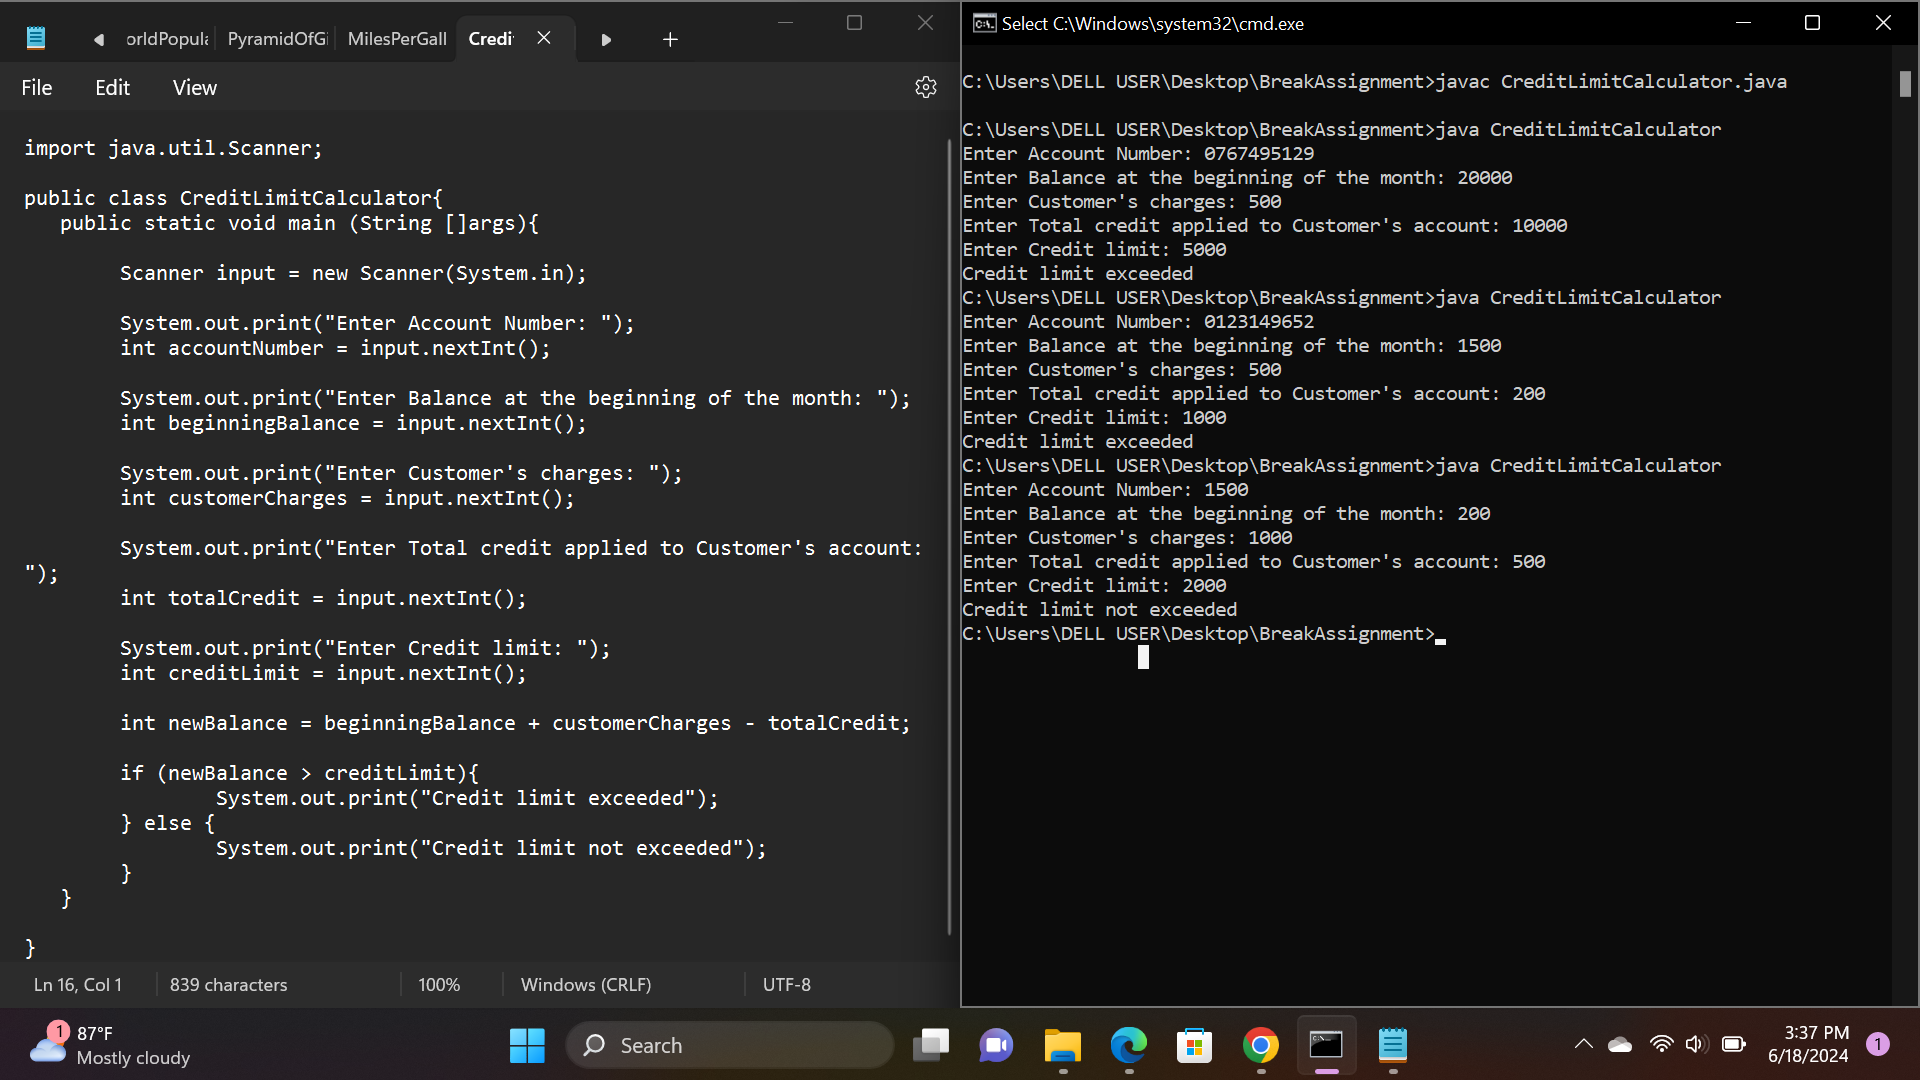 orldPopula
PyramidOfGi
MilesPerGall
Credi
File
Edit
View
import java.util.Scanner;
public class CreditLimitCalculator{
public static void main (String []args){
Scanner input = new Scanner(System.in);
System.out.print("Enter Account Number: ");
int accountNumber = input.nextInt();
System.out.print("Enter Balance at the beginning of the month: ");
int beginningBalance = input.nextInt();
System.out.print("Enter Customer's charges: ");
int customerCharges = input.nextInt();
System.out.print("Enter Total credit applied to Customer's account:
");
int totalCredit = input.nextInt();
System.out.print("Enter Credit limit: ");
int creditLimit = input.nextInt();
int newBalance = beginningBalance + customerCharges - totalCredit;
if (newBalance > creditLimit){
System.out.print("Credit limit exceeded");
} else {
System.out.print("Credit limit not exceeded");
}
}
}
Ln 16, Col 1
839 characters
100%
Windows (CRLF)
UTF-8
Select C:\Windows\system32\cmd.exe
C:\Users\DELL USER\Desktop\BreakAssignment>javac CreditLimitCalculator.java
C:\Users\DELL USER\Desktop\BreakAssignment>java CreditLimitCalculator
Enter Account Number: 0767495129
Enter Balance at the beginning of the month: 20000
Enter Customer's charges: 500
Enter Total credit applied to Customer's account: 10000
Enter Credit limit: 5000
Credit limit exceeded
C:\Users\DELL USER\Desktop\BreakAssignment>java CreditLimitCalculator
Enter Account Number: 0123149652
Enter Balance at the beginning of the month: 1500
Enter Customer's charges: 500
Enter Total credit applied to Customer's account: 200
Enter Credit limit: 1000
Credit limit exceeded
C:\Users\DELL USER\Desktop\BreakAssignment>java CreditLimitCalculator
Enter Account Number: 1500
Enter Balance at the beginning of the month: 200
Enter Customer's charges: 1000
Enter Total credit applied to Customer's account: 500
Enter Credit limit: 2000
Credit limit not exceeded
C:\Users\DELL USER\Desktop\BreakAssignment>
1
87°F
Mostly cloudy
Search
3:37 PM
6/18/2024
1